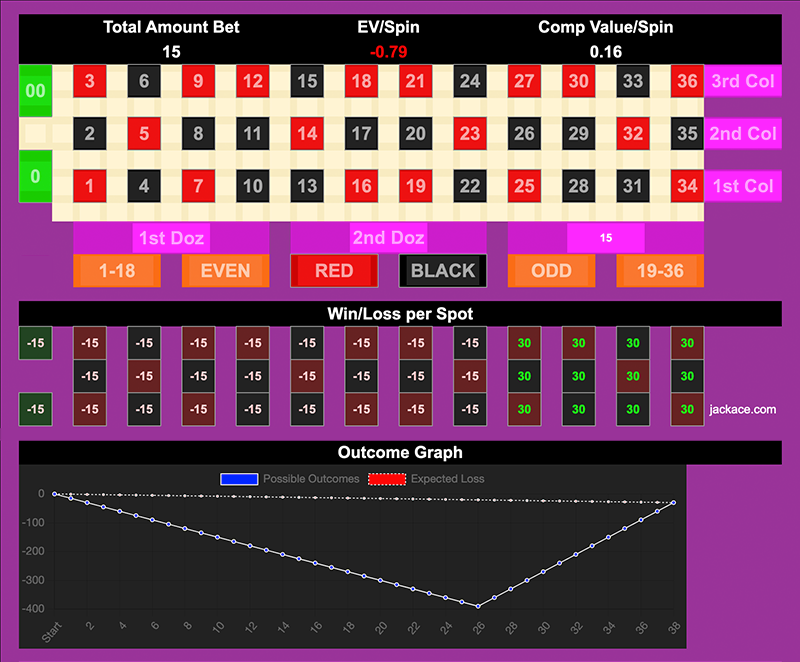 Total Amount Bet EV/Spin Comp Value/Spin
15 -0.79 0.16
00 3 6 9 12 15 18 21 24 27 30 33 36 3rd Col
2 5 8 11 14 17 20 23 26 29 32 35 2nd Col
0 1 4 7 10 13 16 19 22 25 28 31 34 1st Col
1st Doz 2nd Doz 15
1-18 EVEN RED BLACK ODD 19-36
Win/Loss per Spot
-15 -15 -15 -15 -15 -15 -15 -15 -15 30 30 30 30
-15 -15 -15 -15 -15 -15 -15 -15 30 30 30 30
-15 -15 -15 -15 -15 -15 -15 -15 -15 30 30 30 30 jackace.com
Outcome Graph
Possible Outcomes Expected Loss
0
-100
-200
-300
-400
Start 2 4 6 8 10 12 14 16 18 20 22 24 26 28 30 32 34 36 38